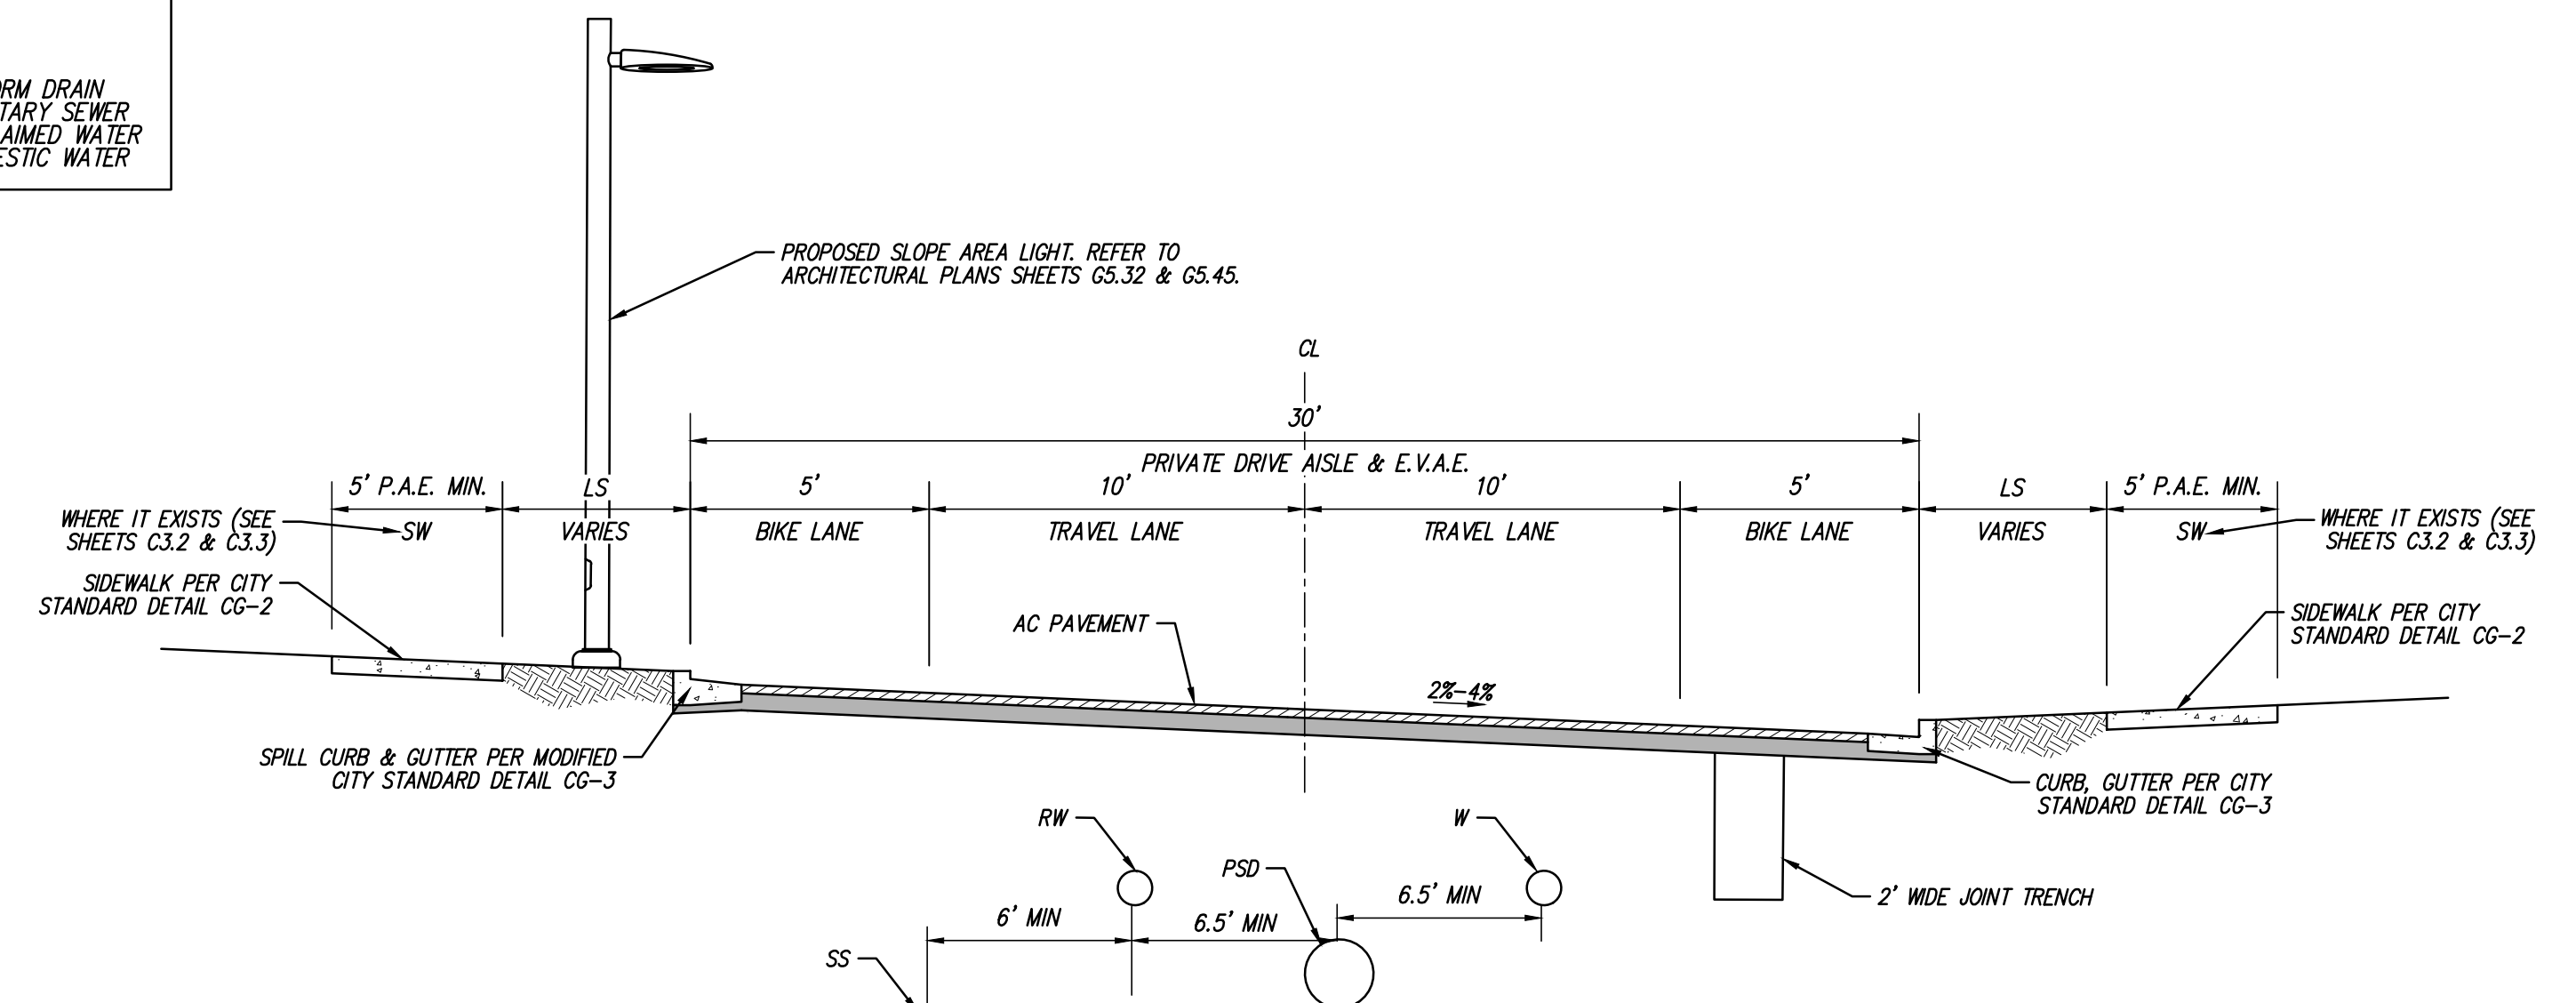 DRAIN
SEWER
WATER
WATER
PROPOSED SLOPE AREA LIGHT. REFER TO
ARCHITECTURAL PLANS SHEETS G5.32 & G5.45.
CL
30'
PRIVATE DRIVE AISLE & E.V.A.E.
5' P.A.E. MIN.
LS
5'
10'
10'
5'
LS
5' P.A.E. MIN.
SW
VARIES
BIKE LANE
TRAVEL LANE
TRAVEL LANE
BIKE LANE
VARIES
SW
WHERE IT EXISTS (SEE
SHEETS C3.2 & C3.3)
WHERE IT EXISTS (SEE
SHEETS C3.2 & C3.3)
SIDEWALK PER CITY
STANDARD DETAIL CG-2
AC PAVEMENT
SIDEWALK PER CITY
STANDARD DETAIL CG-2
2%-4%
SPILL CURB & GUTTER PER MODIFIED
CITY STANDARD DETAIL CG-3
CURB, GUTTER PER CITY
STANDARD DETAIL CG-3
RW
W
PSD
2' WIDE JOINT TRENCH
6' MIN
6.5' MIN
6.5' MIN
SS